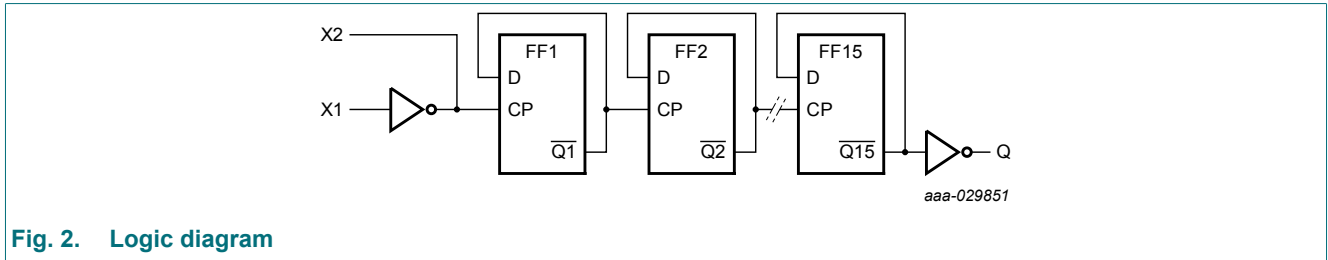 X2
X1
FF1
D
CP
Q1
FF2
D
CP
Q2
FF15
D
CP
Q15
Q
aaa-029851
Fig. 2. Logic diagram